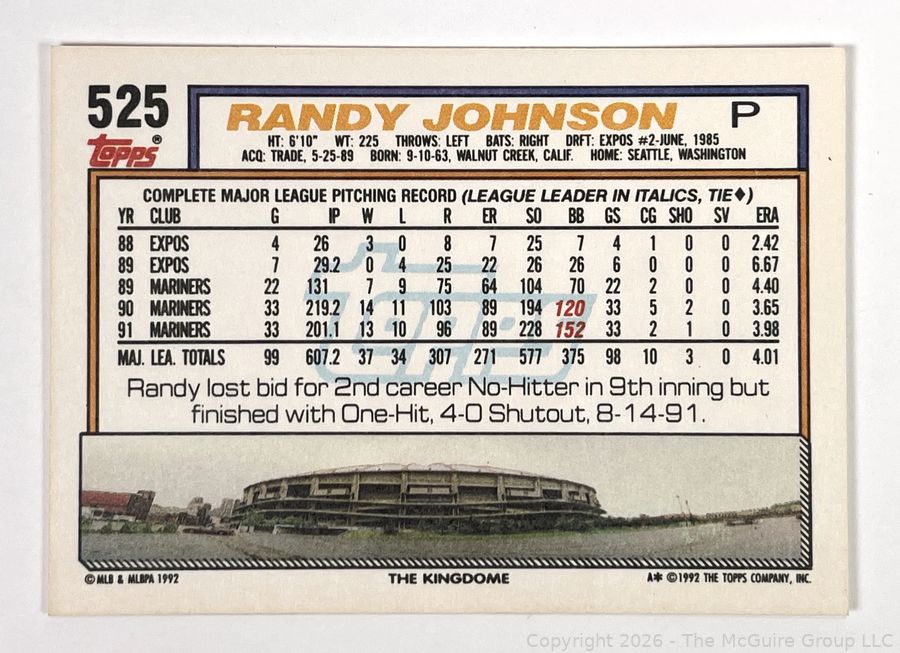 525
RANDY JOHNSON P
TOPPS®
HT: 6'10" WT: 225 THROWS: LEFT BATS: RIGHT DRFT: EXPOS #2-JUNE, 1985
ACQ: TRADE, 5-25-89 BORN: 9-10-63, WALNUT CREEK, CALIF. HOME: SEATTLE, WASHINGTON
COMPLETE MAJOR LEAGUE PITCHING RECORD (LEAGUE LEADER IN ITALICS, TIE♦)
YR CLUB G IP W L R ER SO BB GS CG SHO SV ERA
88 EXPOS 4 26 3 0 8 7 25 7 4 1 0 0 2.42
89 EXPOS 7 29.2 0 4 25 22 26 26 6 0 0 0 6.67
89 MARINERS 22 131 7 9 75 64 104 70 22 2 0 0 4.40
90 MARINERS 33 219.2 14 11 103 89 194 120 33 5 2 0 3.65
91 MARINERS 33 201.1 13 10 96 89 228 152 33 2 1 0 3.98
MAJ. LEA. TOTALS 99 607.2 37 34 307 271 577 375 98 10 3 0 4.01
topps
Randy lost bid for 2nd career No-Hitter in 9th inning but
finished with One-Hit, 4-0 Shutout, 8-14-91.
© MLB & MLBPA 1992 THE KINGDOME A* © 1992 THE TOPPS COMPANY, INC.
Copyright 2026 - The McGuire Group LLC